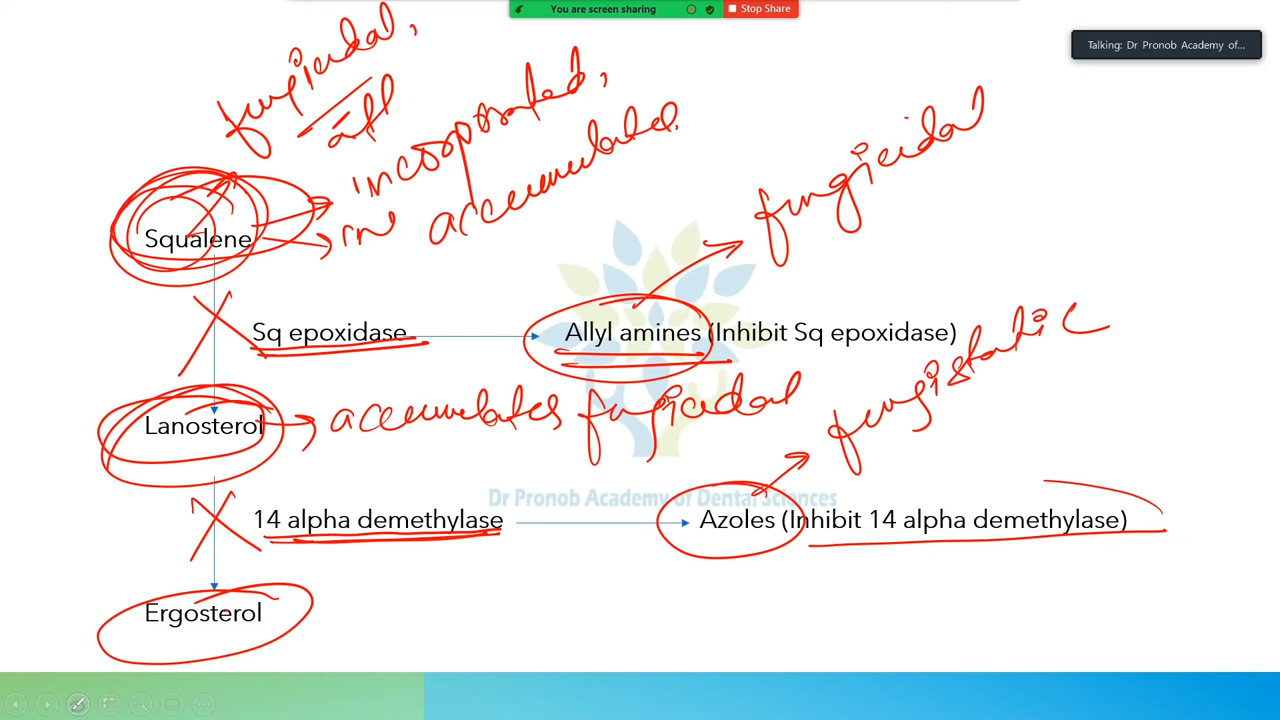 You are screen sharing
Stop Share
Talking: Dr Pronob Academy of...
fungicidal,
incorporated,
in accumulated
fungicidal
Squalene
Sq epoxidase
Allyl amines (Inhibit Sq epoxidase)
fungistatic
accumulates fungicidal
Lanosterol
Dr Pronob Academy of Dental Sciences
14 alpha demethylase
Azoles (Inhibit 14 alpha demethylase)
Ergosterol